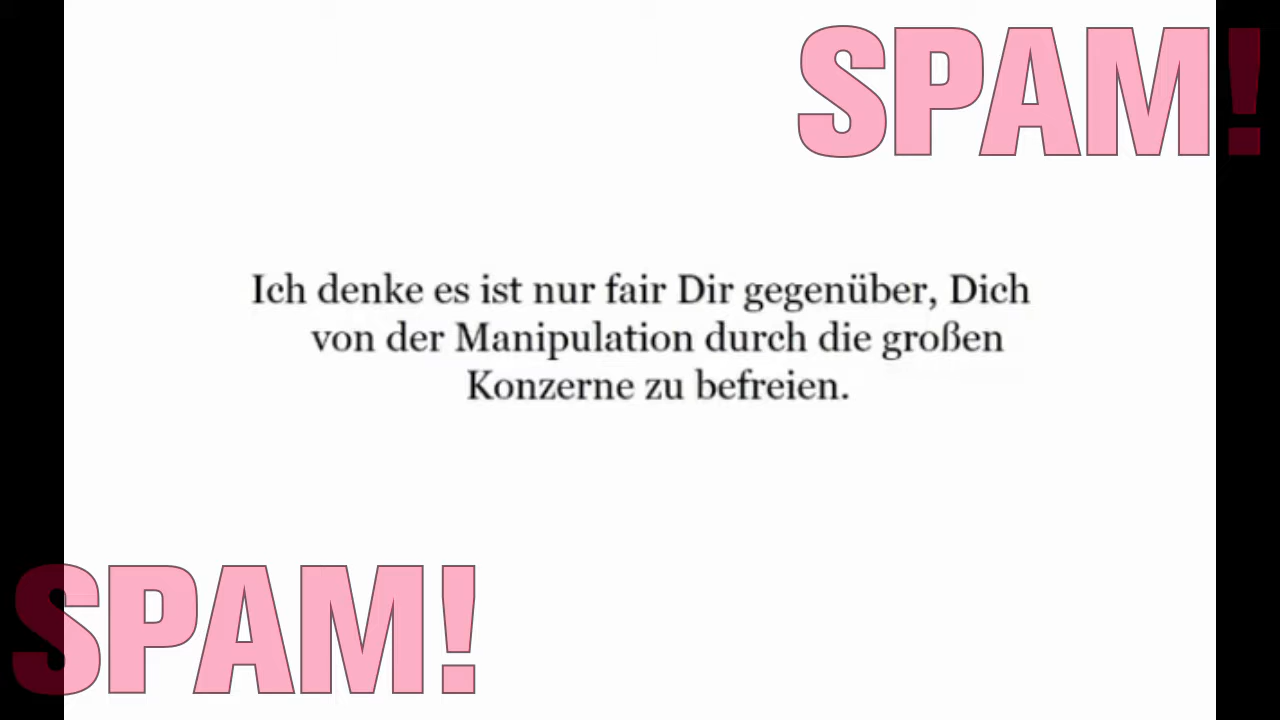 SPAM!
Ich denke es ist nur fair Dir gegenüber, Dich
von der Manipulation durch die großen
Konzerne zu befreien.
SPAM!